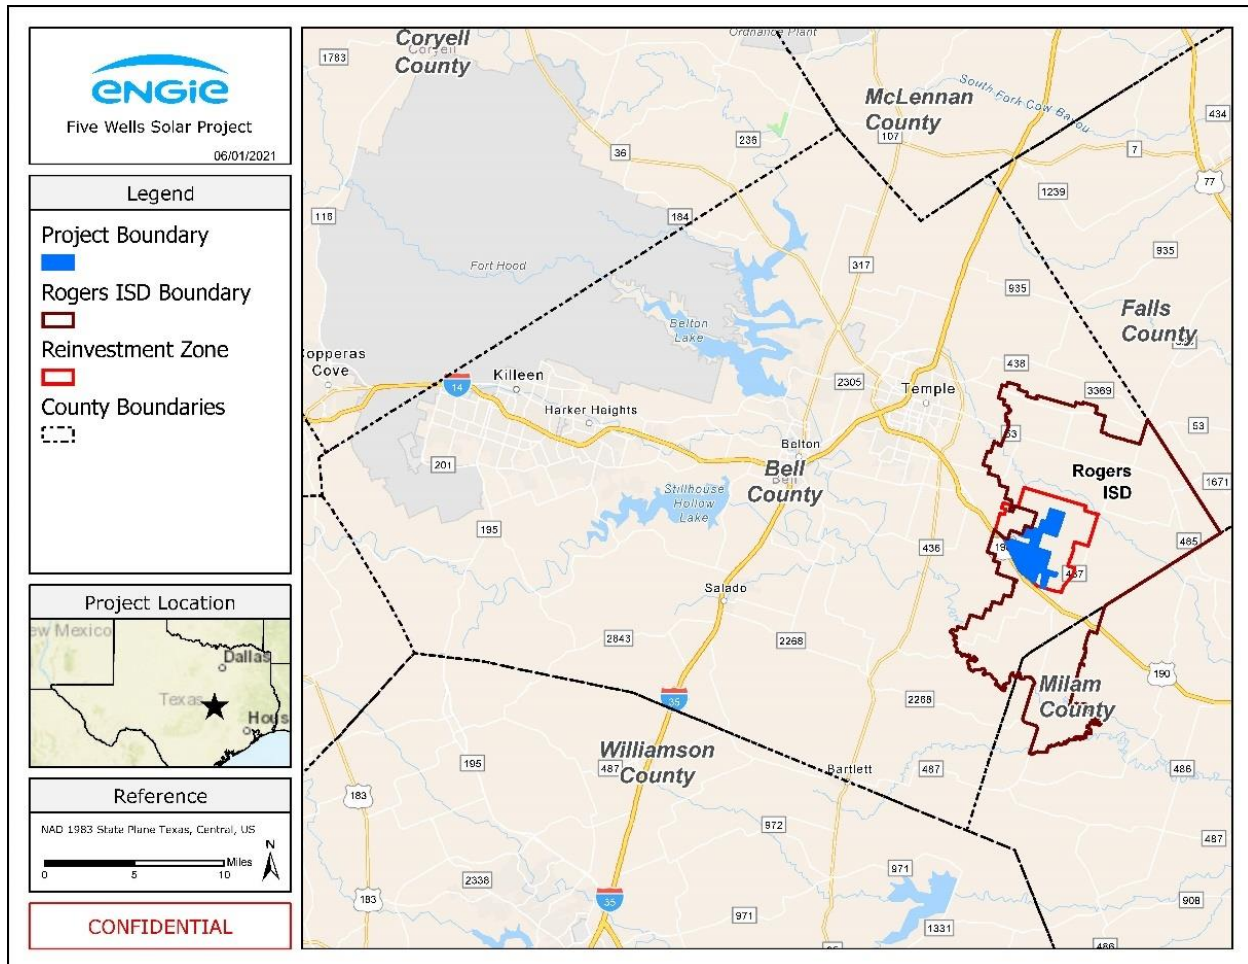 ENGIE
Five Wells Solar Project
06/01/2021
Legend
Project Boundary
Rogers ISD Boundary
Reinvestment Zone
County Boundaries
Project Location
New Mexico
Dallas
Texas
Hous
Reference
NAD 1983 State Plane Texas, Central, US
Miles
0 5 10
N
CONFIDENTIAL
Coryell
County
Coryell
Ordnance Plant
1783
McLennan
County
South Fork Cow Bayou
434
236
107
36
7
77
1239
116
184
935
317
Fort Hood
935
Falls
County
Belton
Lake
438
Copperas
Cove
Killeen
14
2305
Temple
3369
Harker Heights
53
53
Belton
201
Bell
County
Bell
Rogers
ISD
1671
Stillhouse
Hollow
Lake
195
436
485
Salado
2843
2268
190
Milam
County
35
2268
Williamson
County
195
487
Bartlett
487
486
183
972
487
2338
971
183
35
971
908
1331
486